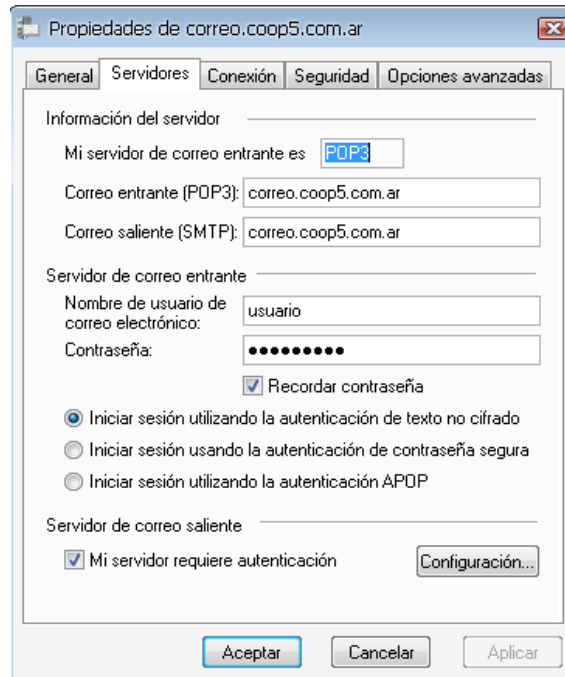 Propiedades de correo.coop5.com.ar
General Servidores Conexión Seguridad Opciones avanzadas
Información del servidor
Mi servidor de correo entrante es POP3
Correo entrante (POP3): correo.coop5.com.ar
Correo saliente (SMTP): correo.coop5.com.ar
Servidor de correo entrante
Nombre de usuario de
correo electrónico: usuario
Contraseña: ●●●●●●●●●
Recordar contraseña
Iniciar sesión utilizando la autenticación de texto no cifrado
Iniciar sesión usando la autenticación de contraseña segura
Iniciar sesión utilizando la autenticación APOP
Servidor de correo saliente
Mi servidor requiere autenticación Configuración...
Aceptar Cancelar Aplicar